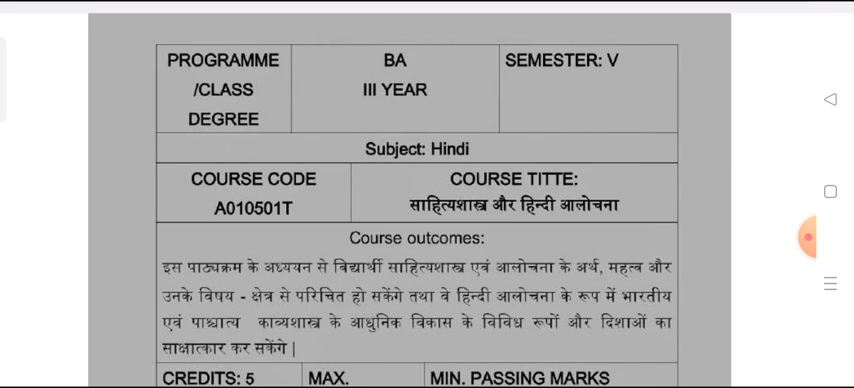 PROGRAMME BA SEMESTER: V
/CLASS III YEAR
DEGREE
Subject: Hindi
COURSE CODE COURSE TITTE:
A010501T साहित्यशास्त्र और हिन्दी आलोचना
Course outcomes:
इस पाठ्यक्रम के अध्ययन से विद्यार्थी साहित्यशास्त्र एवं आलोचना के अर्थ, महत्व और
उनके विषय - क्षेत्र से परिचित हो सकेंगे तथा वे हिन्दी आलोचना के रूप में भारतीय
एवं पाश्चात्य काव्यशास्त्र के आधुनिक विकास के विविध रूपों और दिशाओं का
साक्षात्कार कर सकेंगे |
CREDITS: 5 MAX. MIN. PASSING MARKS